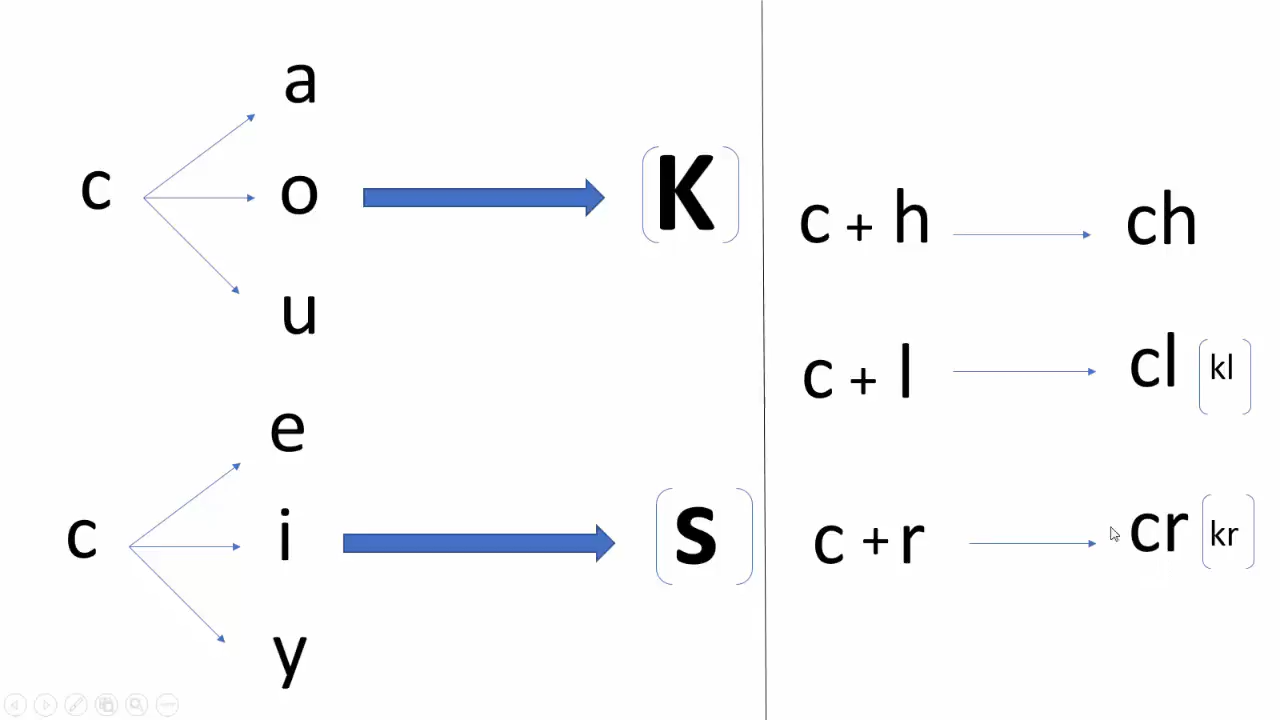 a
c o [K]
u
e
c i [s]
y
c + h ch
c + l cl [kl]
c + r cr [kr]